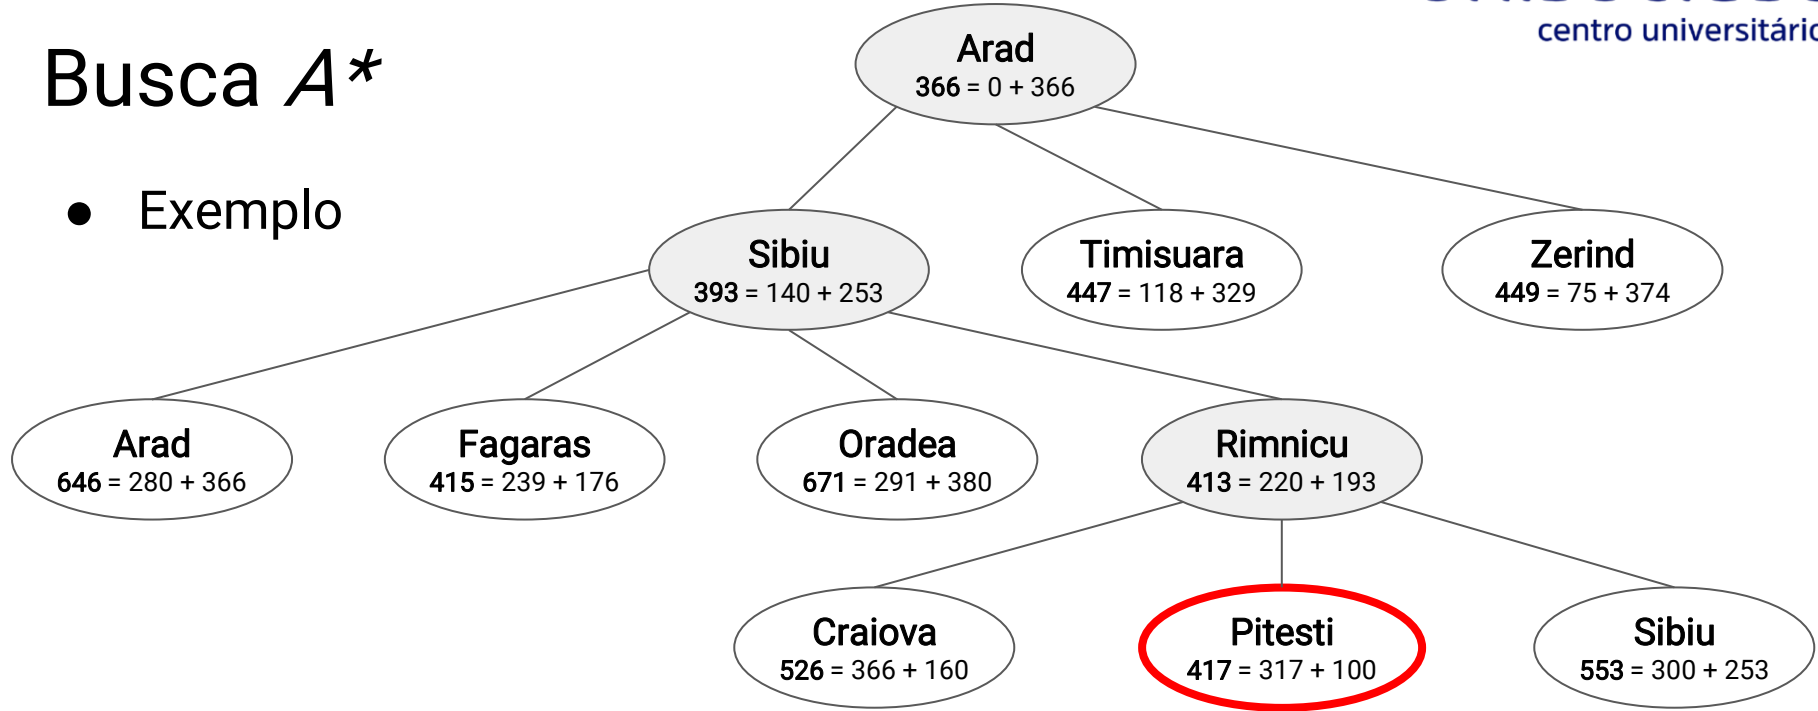 centro universitário
Busca A*
● Exemplo
Arad
366 = 0 + 366
Sibiu
393 = 140 + 253
Timisuara
447 = 118 + 329
Zerind
449 = 75 + 374
Arad
646 = 280 + 366
Fagaras
415 = 239 + 176
Oradea
671 = 291 + 380
Rimnicu
413 = 220 + 193
Craiova
526 = 366 + 160
Pitesti
417 = 317 + 100
Sibiu
553 = 300 + 253